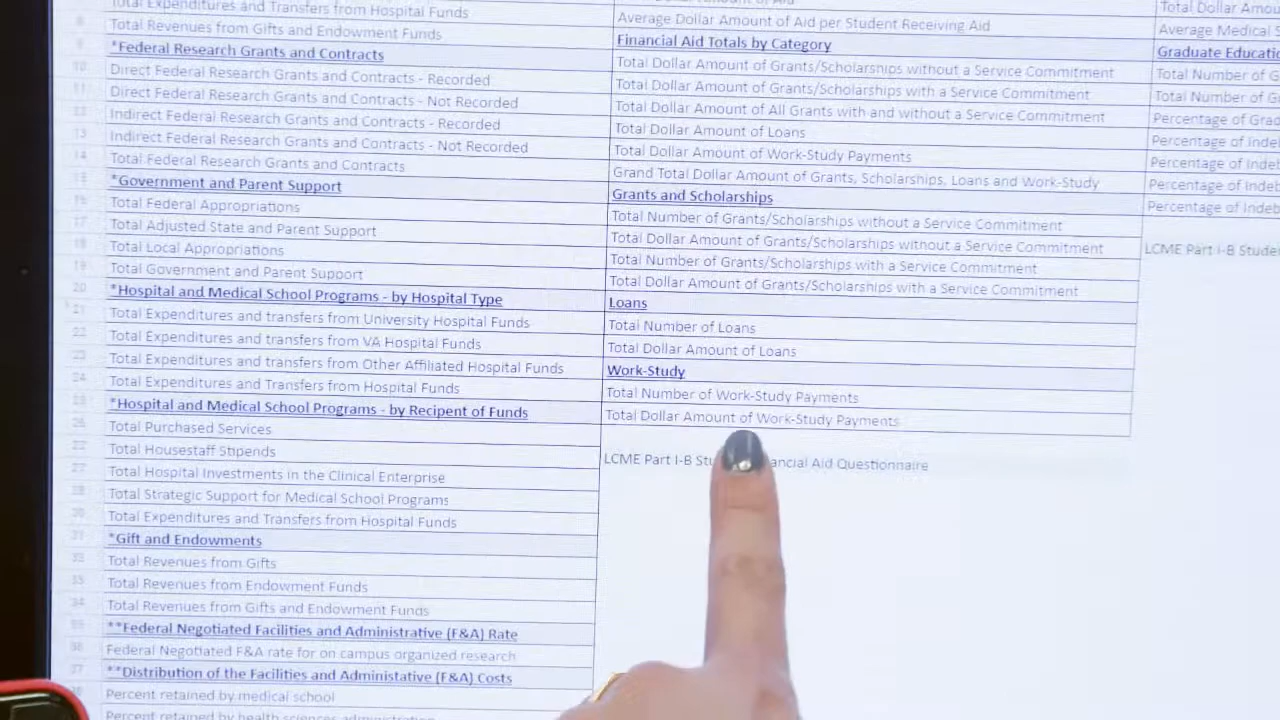 Total Expenditures and Transfers from Hospital Funds
Total Revenues from Gifts and Endowment Funds
*Federal Research Grants and Contracts
Direct Federal Research Grants and Contracts - Recorded
Direct Federal Research Grants and Contracts - Not Recorded
Indirect Federal Research Grants and Contracts - Recorded
Indirect Federal Research Grants and Contracts - Not Recorded
Total Federal Research Grants and Contracts
*Government and Parent Support
Total Federal Appropriations
Total Adjusted State and Parent Support
Total Local Appropriations
Total Government and Parent Support
*Hospital and Medical School Programs - by Hospital Type
Total Expenditures and transfers from University Hospital Funds
Total Expenditures and transfers from VA Hospital Funds
Total Expenditures and transfers from Other Affiliated Hospital Funds
Total Expenditures and Transfers from Hospital Funds
*Hospital and Medical School Programs - by Recipent of Funds
Total Purchased Services
Total Housestaff Stipends
Total Hospital Investments in the Clinical Enterprise
Total Strategic Support for Medical School Programs
Total Expenditures and Transfers from Hospital Funds
*Gift and Endowments
Total Revenues from Gifts
Total Revenues from Endowment Funds
Total Revenues from Gifts and Endowment Funds
**Federal Negotiated Facilities and Administrative (F&A) Rate
Federal Negotiated F&A rate for on campus organized research
**Distribution of the Facilities and Administative (F&A) Costs
Percent retained by medical school
Percent retained by health sciences administration
Average Dollar Amount of Aid per Student Receiving Aid
Financial Aid Totals by Category
Total Dollar Amount of Grants/Scholarships without a Service Commitment
Total Dollar Amount of Grants/Scholarships with a Service Commitment
Total Dollar Amount of All Grants with and without a Service Commitment
Total Dollar Amount of Loans
Total Dollar Amount of Work-Study Payments
Grand Total Dollar Amount of Grants, Scholarships, Loans and Work-Study
Grants and Scholarships
Total Number of Grants/Scholarships without a Service Commitment
Total Dollar Amount of Grants/Scholarships without a Service Commitment
Total Number of Grants/Scholarships with a Service Commitment
Total Dollar Amount of Grants/Scholarships with a Service Commitment
Loans
Total Number of Loans
Total Dollar Amount of Loans
Work-Study
Total Number of Work-Study Payments
Total Dollar Amount of Work-Study Payments
LCME Part I-B Stu ancial Aid Questionnaire
Total Dollar Amou
Average Medical S
Graduate Educatio
Total Number of G
Total Number of G
Percentage of Grad
Percentage of Indel
Percentage of Indeb
Percentage of Indeb
Percentage of Indeb
LCME Part I-B Stude